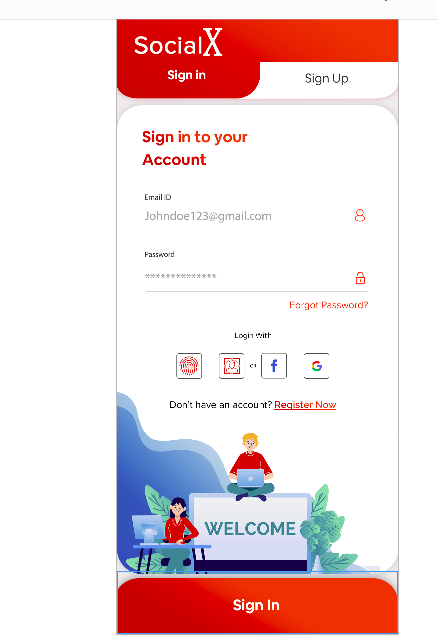 SocialX
Sign in
Sign Up
Sign in to your
Account
Email ID
Johndoe123@gmail.com
Password
**************
Forgot Password?
Login With
OR
Don't have an account? Register Now
WELCOME
Sign In